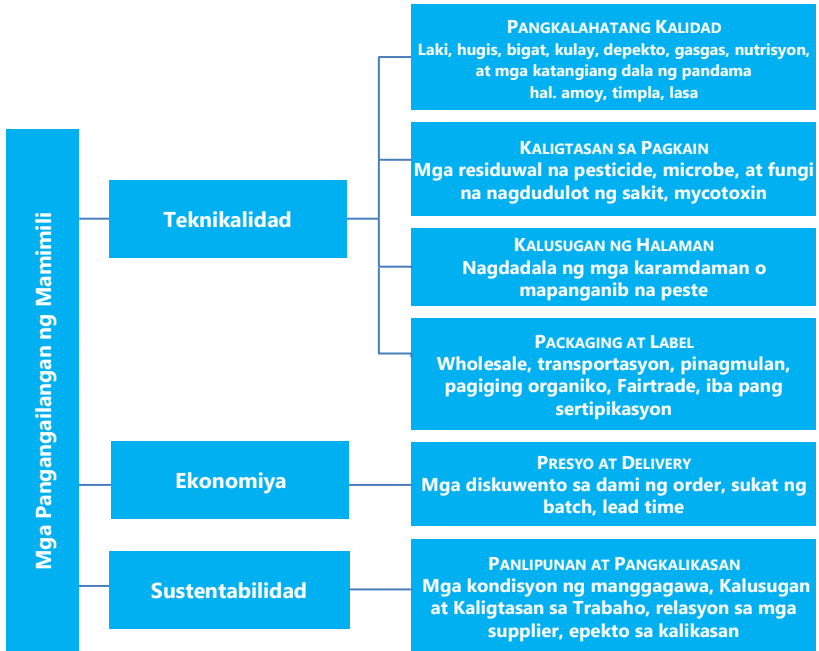 Mga Pangangailangan ng Mamimili
Teknikalidad
PANGKALAHATANG KALIDAD
Laki, hugis, bigat, kulay, depekto, gasgas, nutrisyon,
at mga katangiang dala ng pandama
hal. amoy, timpla, lasa
KALIGTASAN SA PAGKAIN
Mga residuwal na pesticide, microbe, at fungi
na nagdudulot ng sakit, mycotoxin
KALUSUGAN NG HALAMAN
Nagdadala ng mga karamdaman o
mapanganib na peste
PACKAGING AT LABEL
Wholesale, transportasyon, pinagmulan,
pagiging organiko, Fairtrade, iba pang
sertipikasyon
Ekonomiya
PRESYO AT DELIVERY
Mga diskuwento sa dami ng order, sukat ng
batch, lead time
Sustentabilidad
PANLIPUNAN AT PANGKALIKASAN
Mga kondisyon ng manggagawa, Kalusugan
at Kaligtasan sa Trabaho, relasyon sa mga
supplier, epekto sa kalikasan